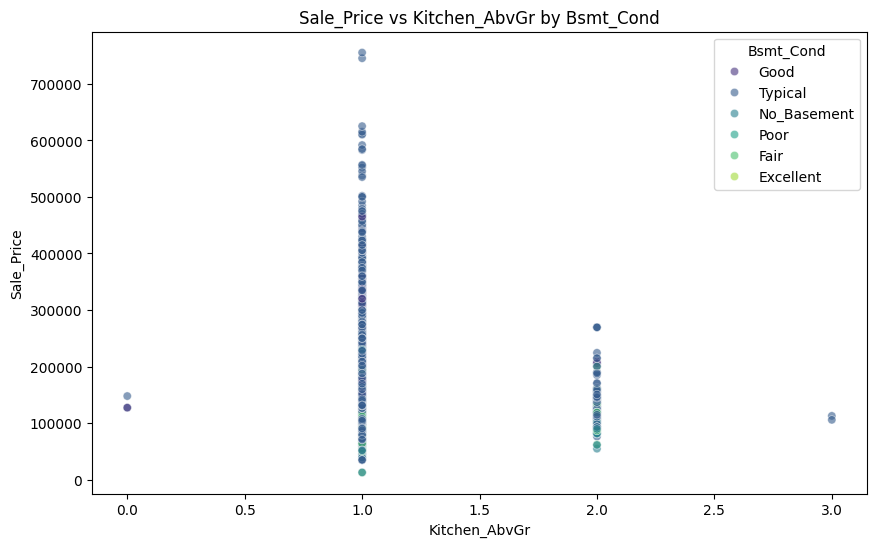 Sale_Price vs Kitchen_AbvGr by Bsmt_Cond
Bsmt_Cond
Good
Typical
No_Basement
Poor
Fair
Excellent
700000
600000
500000
400000
300000
200000
100000
0
Sale_Price
0.0
0.5
1.0
1.5
2.0
2.5
3.0
Kitchen_AbvGr